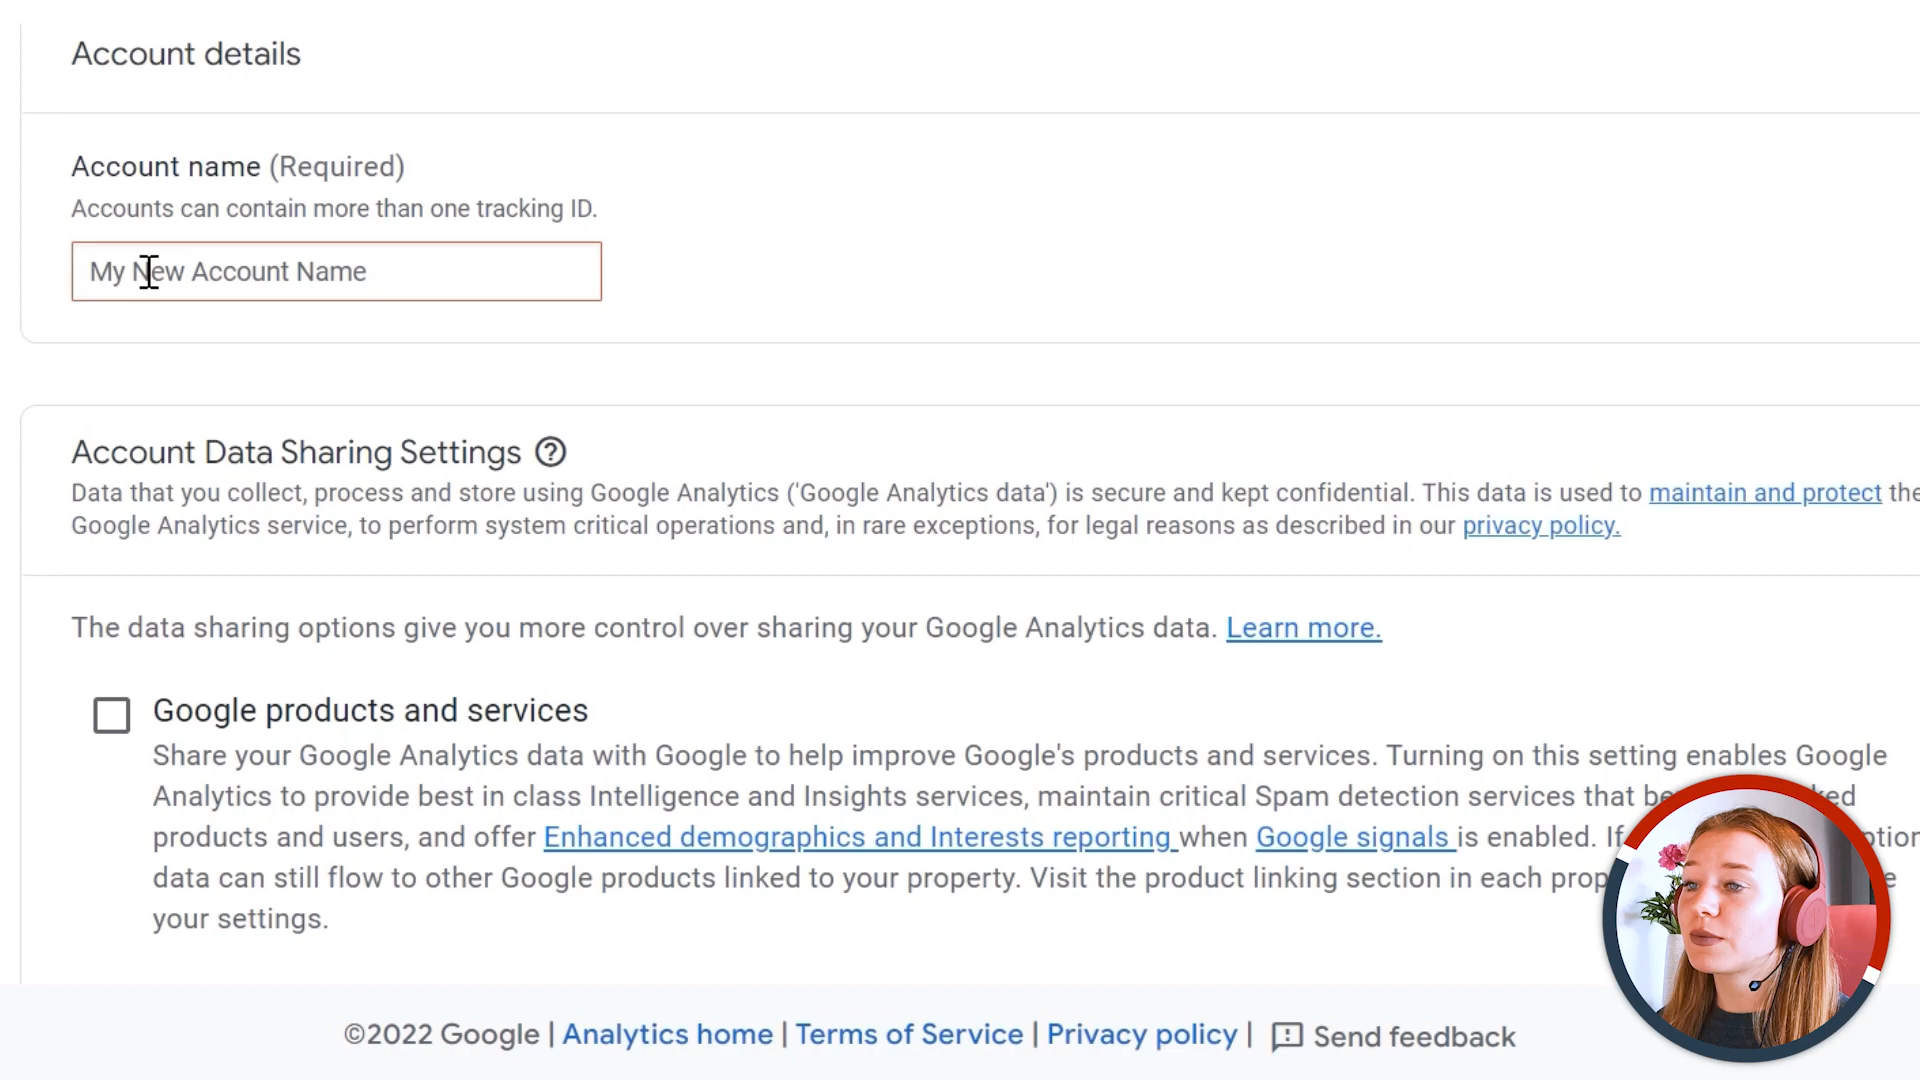 Account details
Account name (Required)
Accounts can contain more than one tracking ID.
My New Account Name
Account Data Sharing Settings
Data that you collect, process and store using Google Analytics ('Google Analytics data') is secure and kept confidential. This data is used to maintain and protect the
Google Analytics service, to perform system critical operations and, in rare exceptions, for legal reasons as described in our privacy policy.
The data sharing options give you more control over sharing your Google Analytics data. Learn more.
Google products and services
Share your Google Analytics data with Google to help improve Google's products and services. Turning on this setting enables Google
Analytics to provide best in class Intelligence and Insights services, maintain critical Spam detection services that
products and users, and offer Enhanced demographics and Interests reporting when Google signals is enabled. If
data can still flow to other Google products linked to your property. Visit the product linking section in each
your settings.
©2022 Google | Analytics home | Terms of Service | Privacy policy | Send feedback